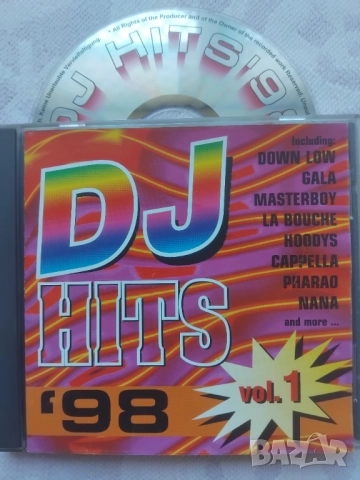 All Rights of the Producer and of the Owner of the recorded work Reserved.
DJ HITS '98
including:
DOWN LOW
GALA
MASTERBOY
LA BOUCHE
HOODYS
CAPPELLA
PHARAO
NANA
and more ...
DJ
HITS
'98
vol.1
BAZAR